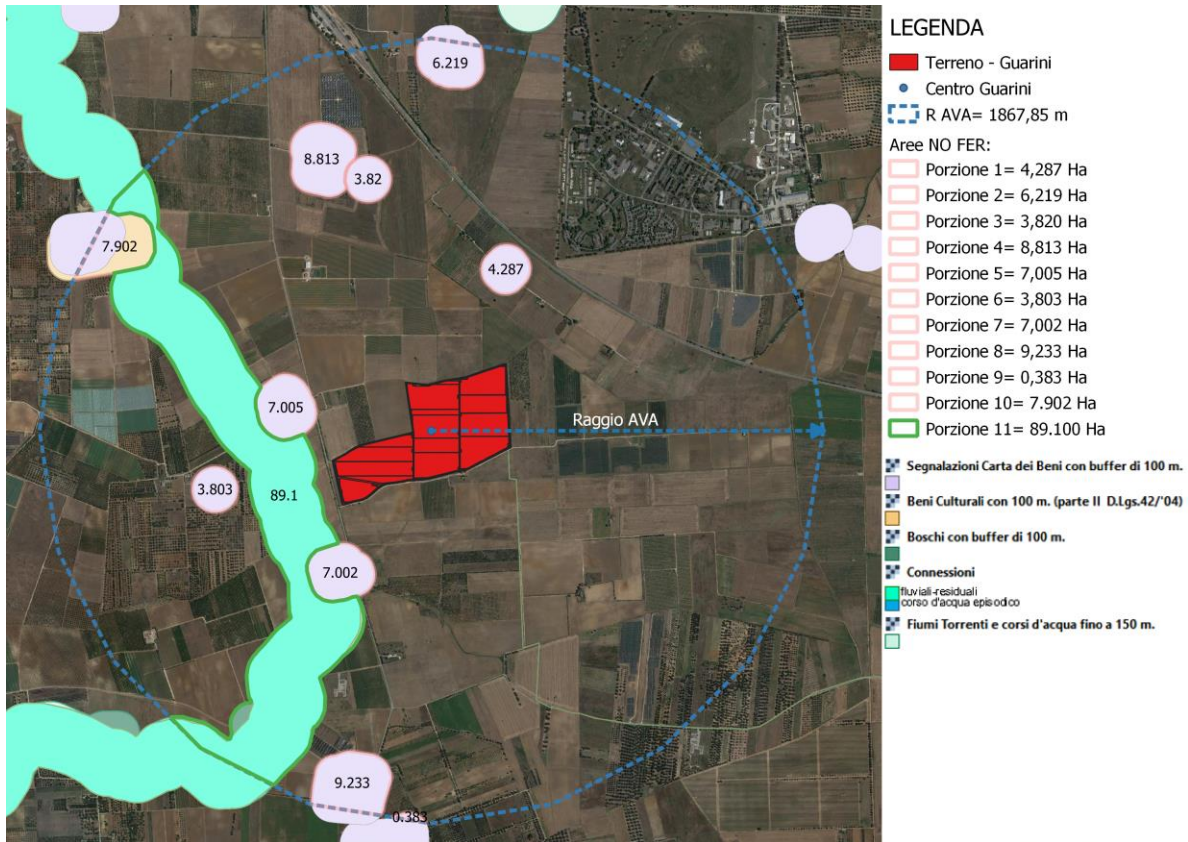 6.219
8.813
3.82
7.902
4.287
7.005
Raggio AVA
3.803
89.1
7.002
9.233
0.383
LEGENDA
Terreno - Guarini
Centro Guarini
R AVA= 1867,85 m
Aree NO FER:
Porzione 1= 4,287 Ha
Porzione 2= 6,219 Ha
Porzione 3= 3,820 Ha
Porzione 4= 8,813 Ha
Porzione 5= 7,005 Ha
Porzione 6= 3,803 Ha
Porzione 7= 7,002 Ha
Porzione 8= 9,233 Ha
Porzione 9= 0,383 Ha
Porzione 10= 7.902 Ha
Porzione 11= 89.100 Ha
Segnalazioni Carta dei Beni con buffer di 100 m.
Beni Culturali con 100 m. (parte II D.Lgs.42/'04)
Boschi con buffer di 100 m.
Connessioni
fluviali-residuali
corso d'acqua episodico
Fiumi Torrenti e corsi d'acqua fino a 150 m.